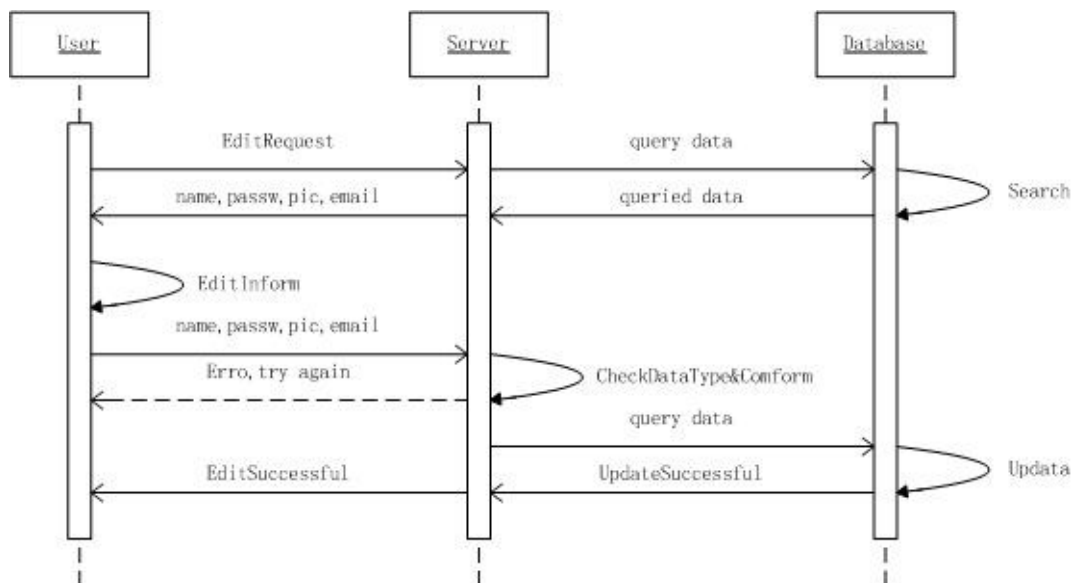 User
Server
Database
EditRequest
query data
Search
name,passw,pic,email
queried data
EditInform
name,passw,pic,email
Erro,try again
CheckDataType&Comform
query data
EditSuccessful
UpdateSuccessful
Updata